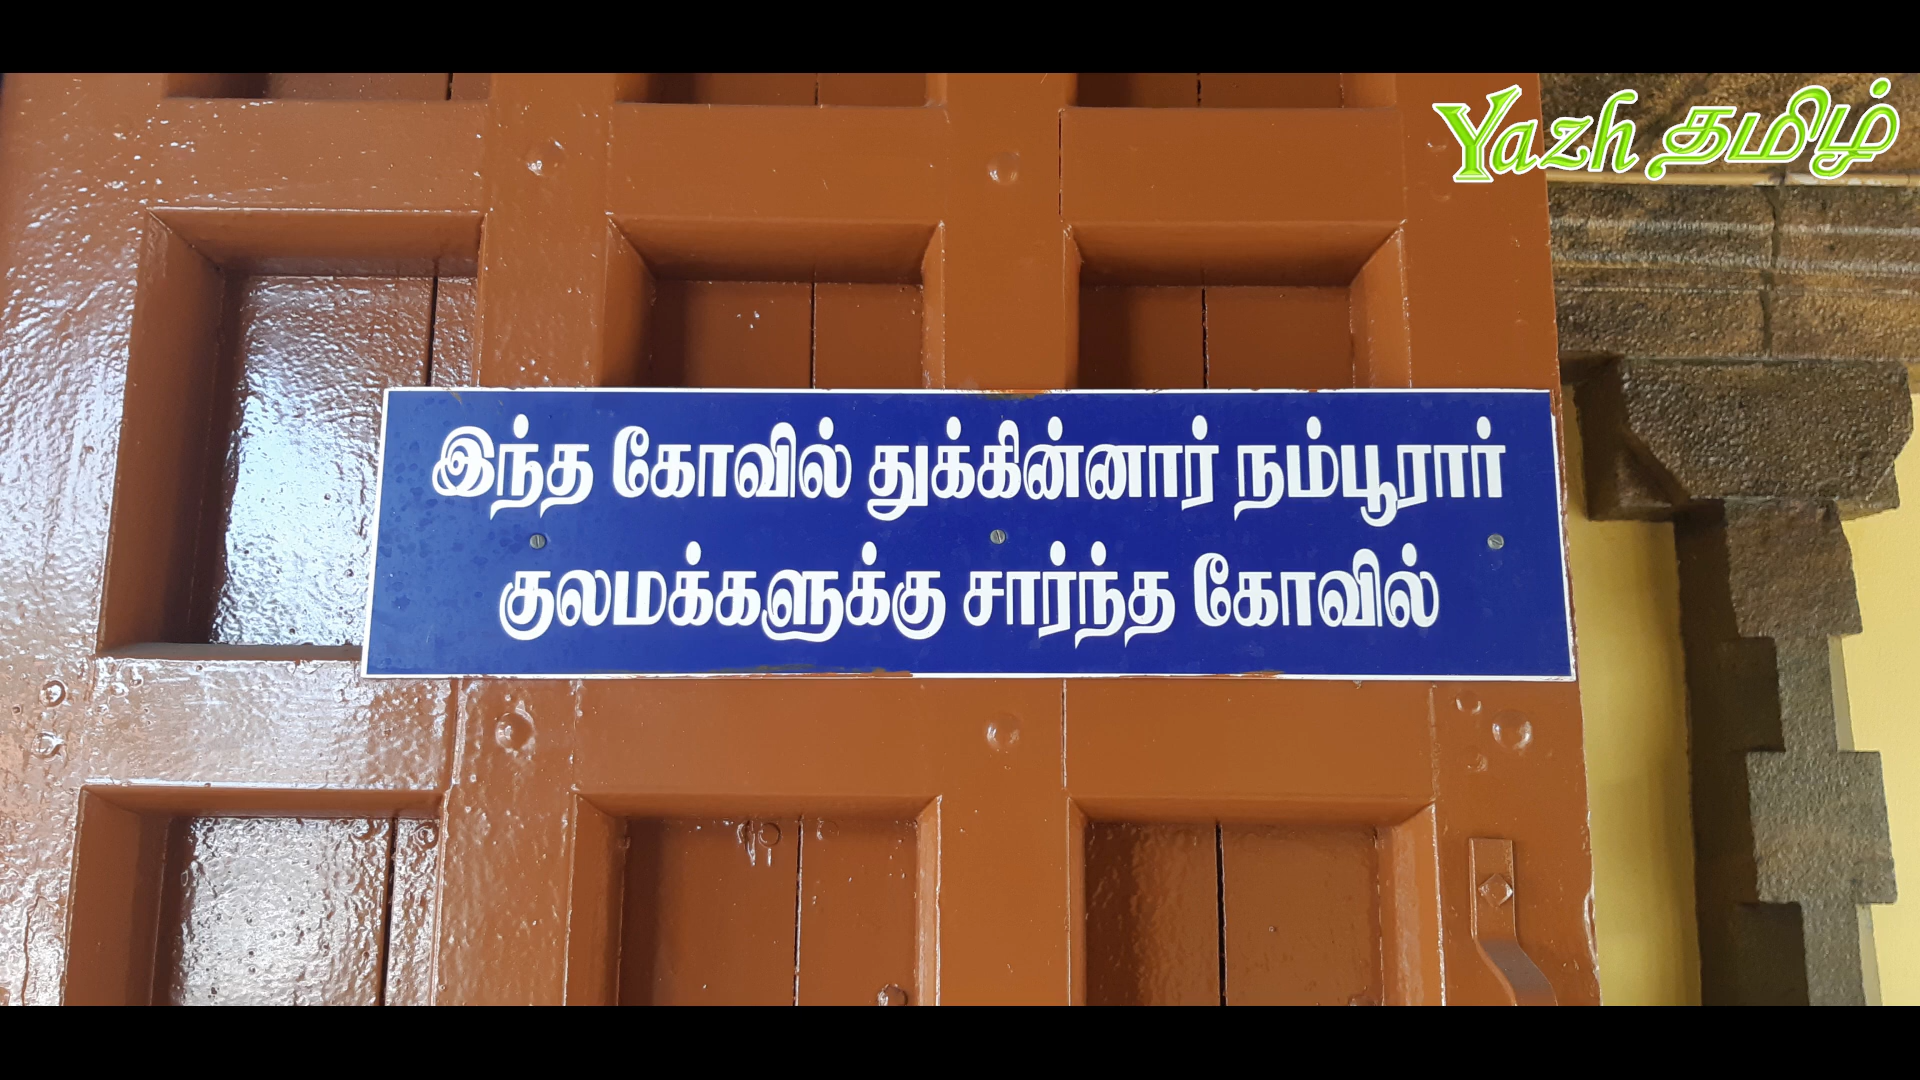 Yazh தமிழ்
இந்த கோவில் துக்கின்னார் நம்பூரார்
குலமக்களுக்கு சார்ந்த கோவில்